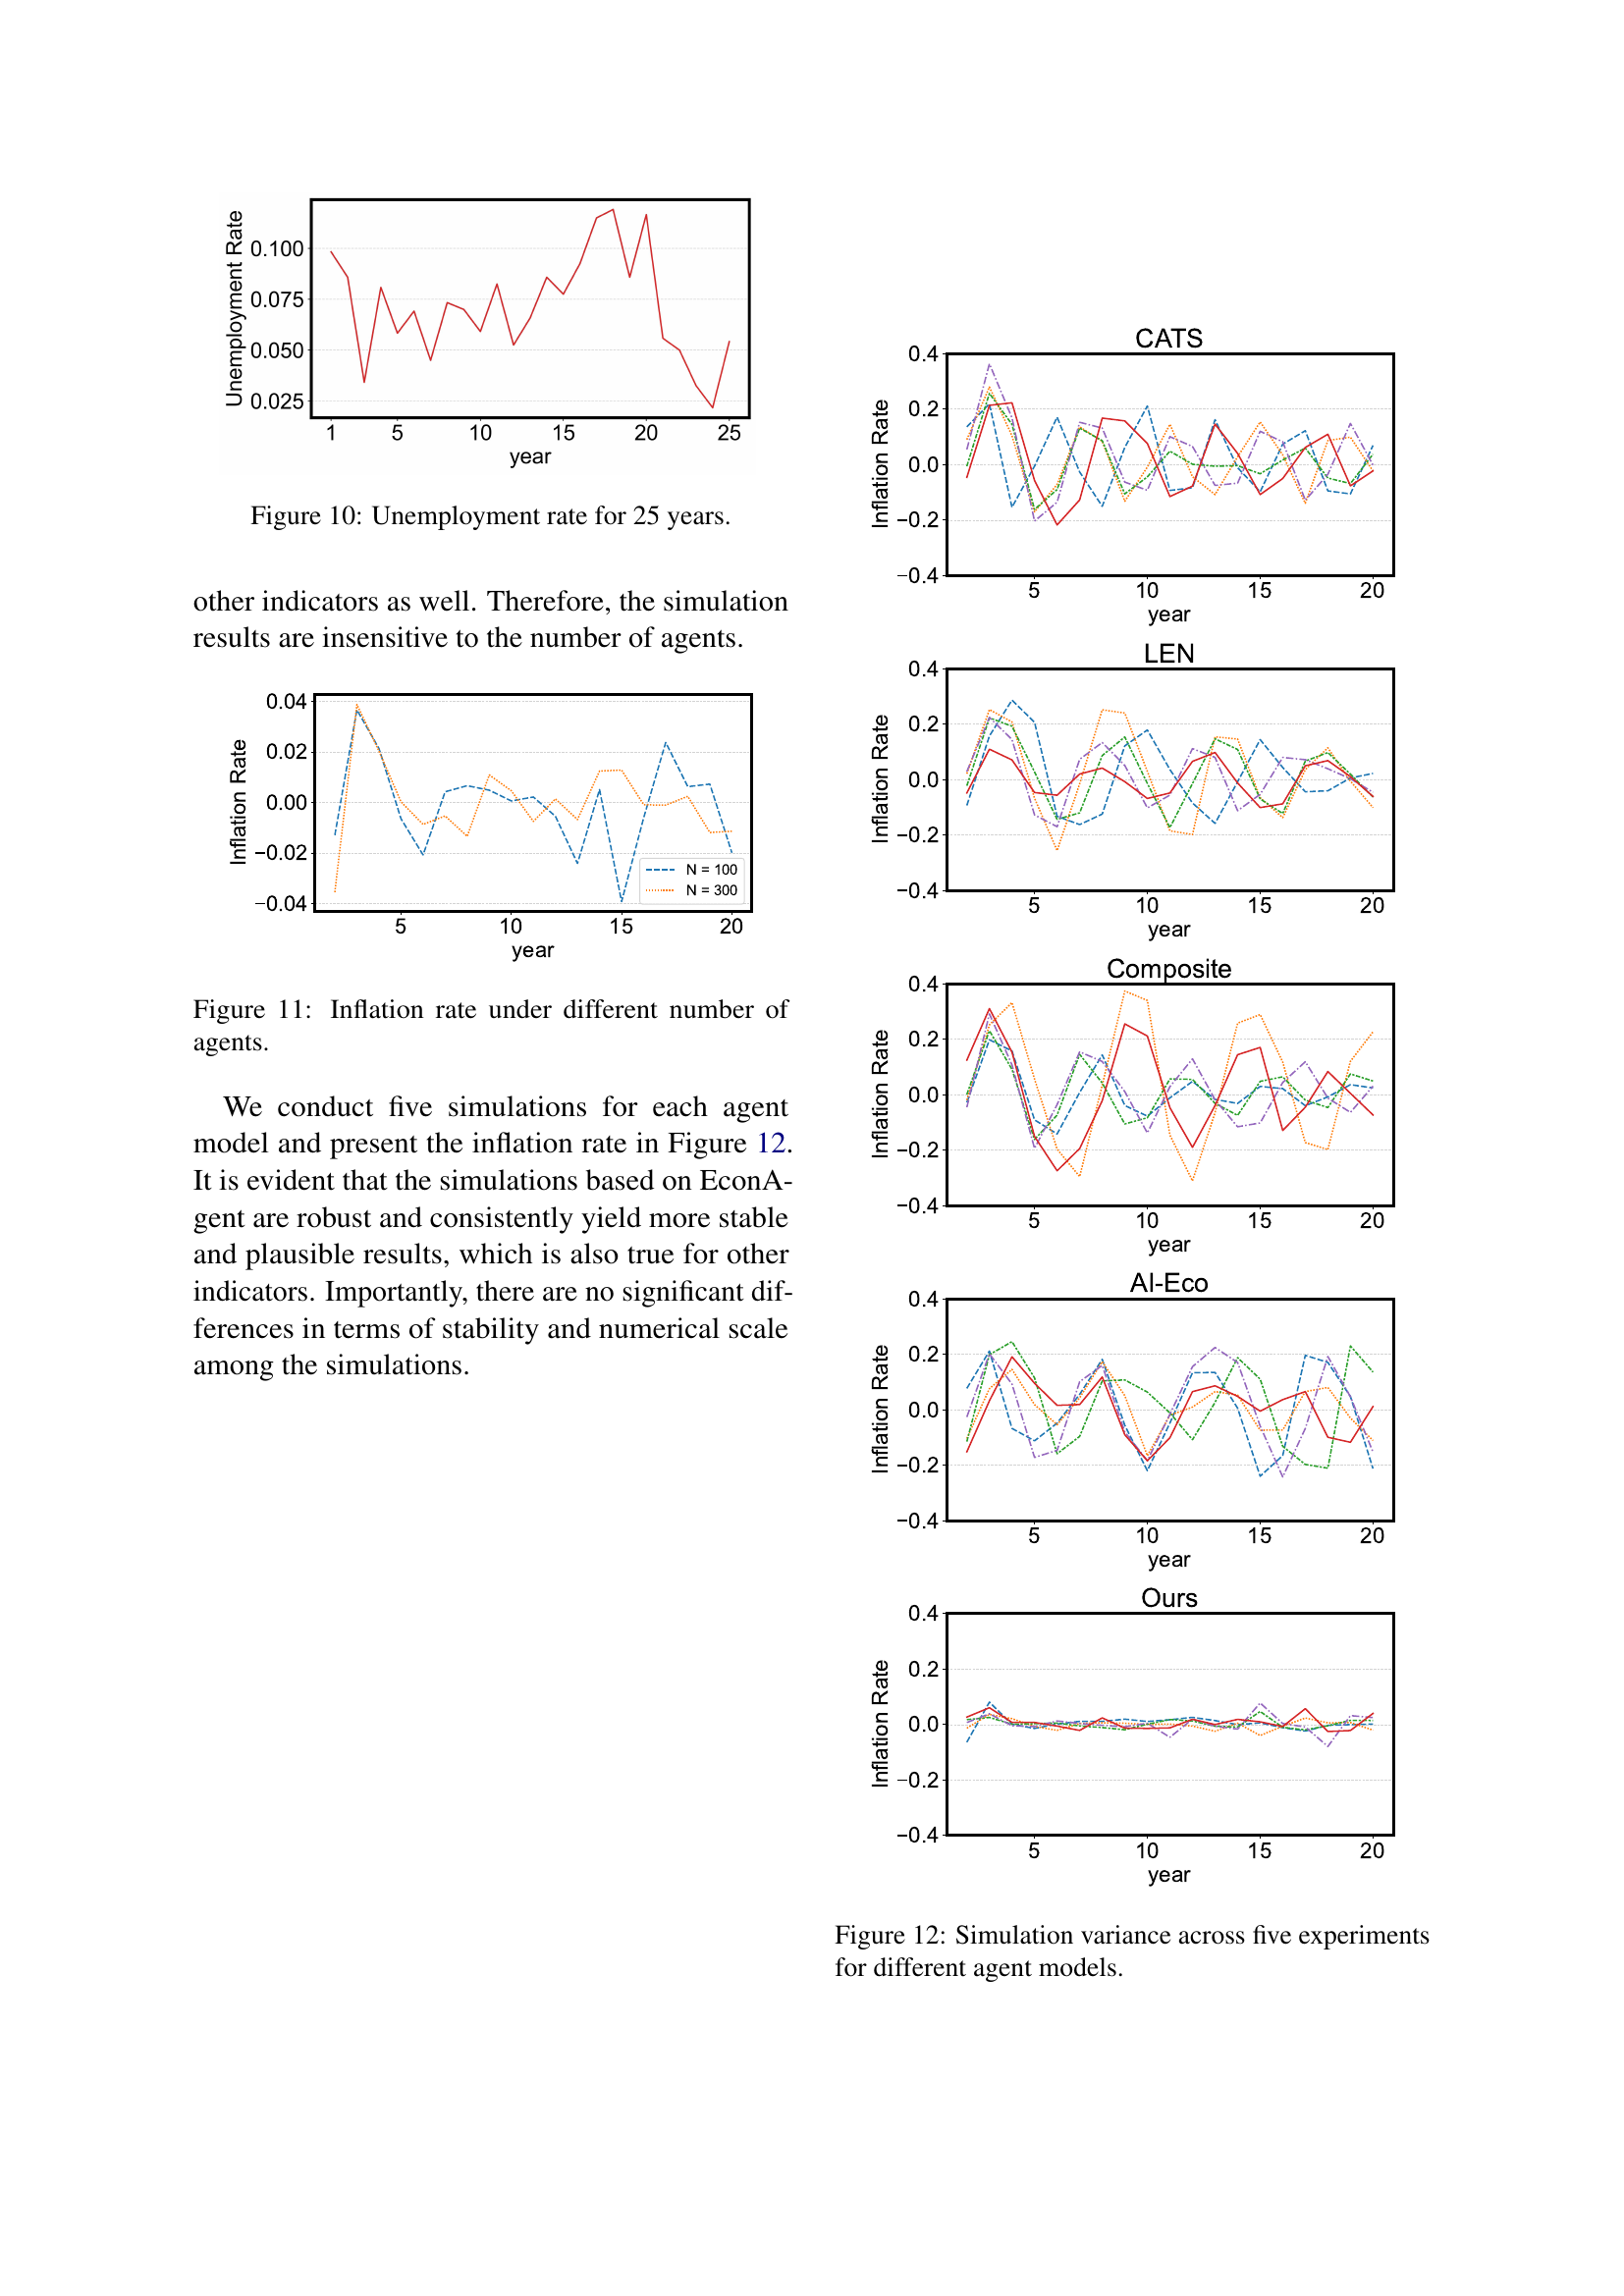 Unemployment Rate
0.100
0.075
0.050
0.025
1 5 10 15 20 25
year
Figure 10: Unemployment rate for 25 years.
other indicators as well. Therefore, the simulation
results are insensitive to the number of agents.
Inflation Rate
0.04
0.02
0.00
−0.02
−0.04
N = 100
N = 300
5 10 15 20
year
Figure 11: Inflation rate under different number of
agents.
We conduct five simulations for each agent
model and present the inflation rate in Figure 12.
It is evident that the simulations based on EconA-
gent are robust and consistently yield more stable
and plausible results, which is also true for other
indicators. Importantly, there are no significant dif-
ferences in terms of stability and numerical scale
among the simulations.
CATS
Inflation Rate
0.4
0.2
0.0
−0.2
−0.4
5 10 15 20
year
LEN
Inflation Rate
0.4
0.2
0.0
−0.2
−0.4
5 10 15 20
year
Composite
Inflation Rate
0.4
0.2
0.0
−0.2
−0.4
5 10 15 20
year
AI-Eco
Inflation Rate
0.4
0.2
0.0
−0.2
−0.4
5 10 15 20
year
Ours
Inflation Rate
0.4
0.2
0.0
−0.2
−0.4
5 10 15 20
year
Figure 12: Simulation variance across five experiments
for different agent models.